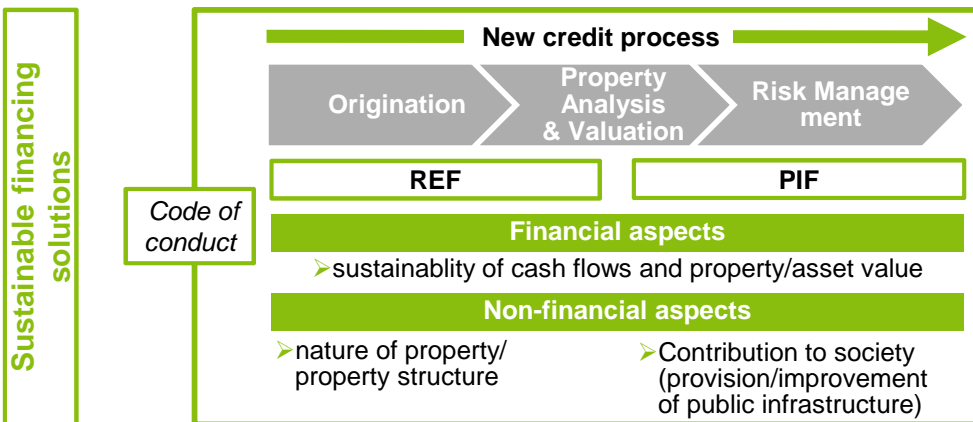 Sustainable financing
solutions
New credit process
Origination
Property
Analysis
& Valuation
Risk Manage
ment
REF
PIF
Code of
conduct
Financial aspects
➢sustainablity of cash flows and property/asset value
Non-financial aspects
➢nature of property/
property structure
➢Contribution to society
(provision/improvement
of public infrastructure)